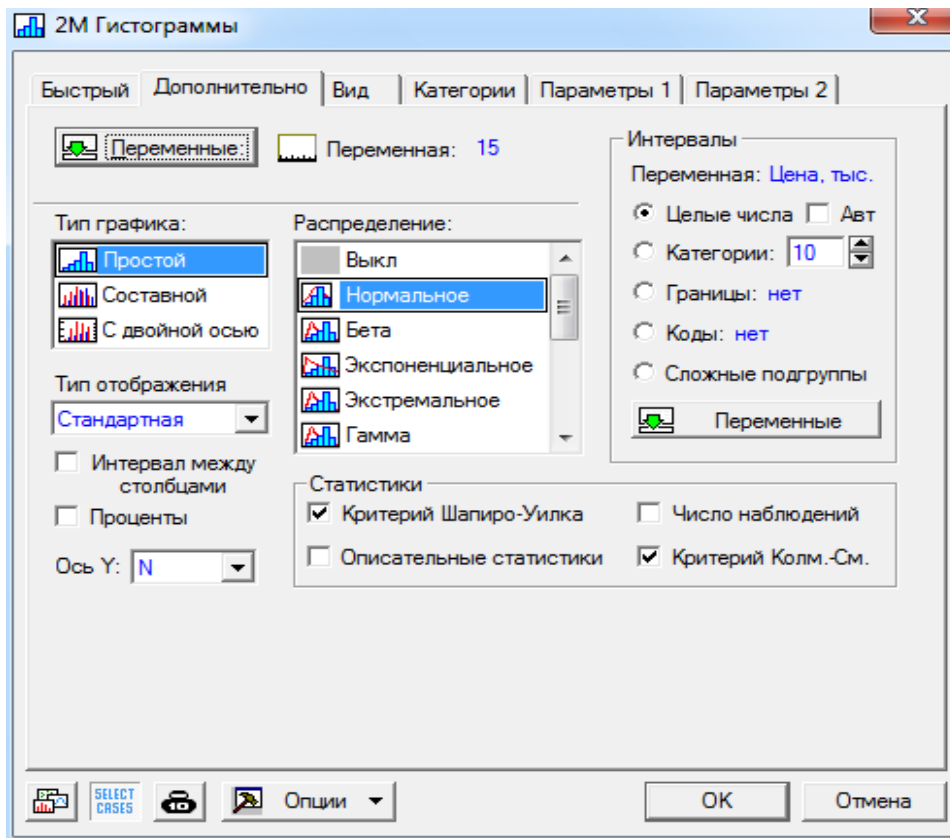 2М Гистограммы
Быстрый Дополнительно Вид Категории Параметры 1 Параметры 2
Переменные: Переменная: 15
Тип графика:
Простой
Составной
С двойной осью
Тип отображения
Стандартная
Интервал между
столбцами
Проценты
Ось Y: N
Распределение:
Выкл
Нормальное
Бета
Экспоненциальное
Экстремальное
Гамма
Интервалы
Переменная: Цена, тыс.
Целые числа Авт
Категории: 10
Границы: нет
Коды: нет
Сложные подгруппы
Переменные
Статистики
Критерий Шапиро-Уилка Число наблюдений
Описательные статистики Критерий Колм.-См.
SELECT
CASES
Опции OK Отмена